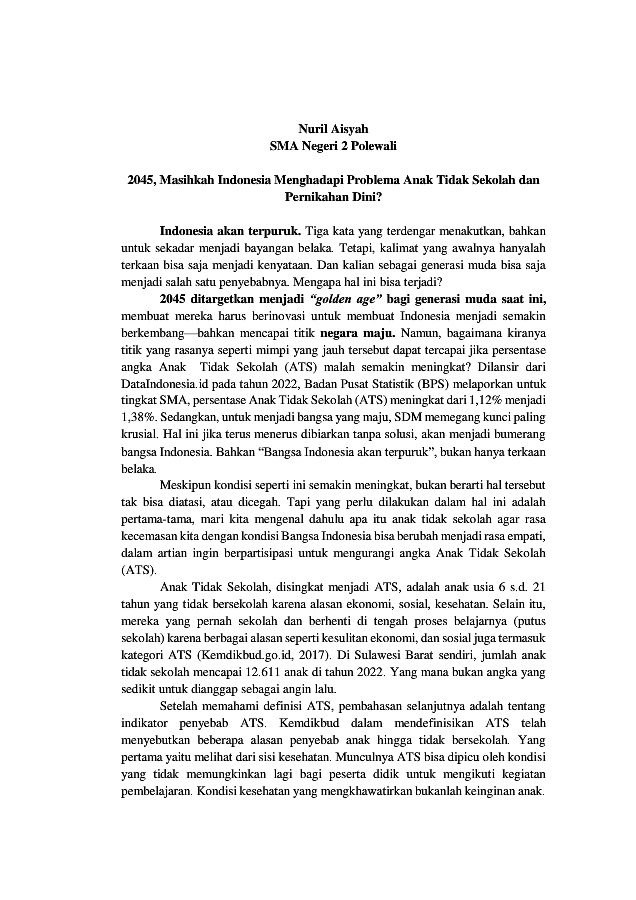 Nuril Aisyah
SMA Negeri 2 Polewali
2045, Masihkah Indonesia Menghadapi Problema Anak Tidak Sekolah dan
Pernikahan Dini?
Indonesia akan terpuruk. Tiga kata yang terdengar menakutkan, bahkan
untuk sekadar menjadi bayangan belaka. Tetapi, kalimat yang awalnya hanyalah
terkaan bisa saja menjadi kenyataan. Dan kalian sebagai generasi muda bisa saja
menjadi salah satu penyebabnya. Mengapa hal ini bisa terjadi?
2045 ditargetkan menjadi “golden age” bagi generasi muda saat ini,
membuat mereka harus berinovasi untuk membuat Indonesia menjadi semakin
berkembang—bahkan mencapai titik negara maju. Namun, bagaimana kiranya
titik yang rasanya seperti mimpi yang jauh tersebut dapat tercapai jika persentase
angka Anak Tidak Sekolah (ATS) malah semakin meningkat? Dilansir dari
DataIndonesia.id pada tahun 2022, Badan Pusat Statistik (BPS) melaporkan untuk
tingkat SMA, persentase Anak Tidak Sekolah (ATS) meningkat dari 1,12% menjadi
1,38%. Sedangkan, untuk menjadi bangsa yang maju, SDM memegang kunci paling
krusial. Hal ini jika terus menerus dibiarkan tanpa solusi, akan menjadi bumerang
bangsa Indonesia. Bahkan “Bangsa Indonesia akan terpuruk”, bukan hanya terkaan
belaka.
Meskipun kondisi seperti ini semakin meningkat, bukan berarti hal tersebut
tak bisa diatasi, atau dicegah. Tapi yang perlu dilakukan dalam hal ini adalah
pertama-tama, mari kita mengenal dahulu apa itu anak tidak sekolah agar rasa
kecemasan kita dengan kondisi Bangsa Indonesia bisa berubah menjadi rasa empati,
dalam artian ingin berpartisipasi untuk mengurangi angka Anak Tidak Sekolah
(ATS).
Anak Tidak Sekolah, disingkat menjadi ATS, adalah anak usia 6 s.d. 21
tahun yang tidak bersekolah karena alasan ekonomi, sosial, kesehatan. Selain itu,
mereka yang pernah sekolah dan berhenti di tengah proses belajarnya (putus
sekolah) karena berbagai alasan seperti kesulitan ekonomi, dan sosial juga termasuk
kategori ATS (Kemdikbud.go.id, 2017). Di Sulawesi Barat sendiri, jumlah anak
tidak sekolah mencapai 12.611 anak di tahun 2022. Yang mana bukan angka yang
sedikit untuk dianggap sebagai angin lalu.
Setelah memahami definisi ATS, pembahasan selanjutnya adalah tentang
indikator penyebab ATS. Kemdikbud dalam mendefinisikan ATS telah
menyebutkan beberapa alasan penyebab anak hingga tidak bersekolah. Yang
pertama yaitu melihat dari sisi kesehatan. Munculnya ATS bisa dipicu oleh kondisi
yang tidak memungkinkan lagi bagi peserta didik untuk mengikuti kegiatan
pembelajaran. Kondisi kesehatan yang mengkhawatirkan bukanlah keinginan anak.